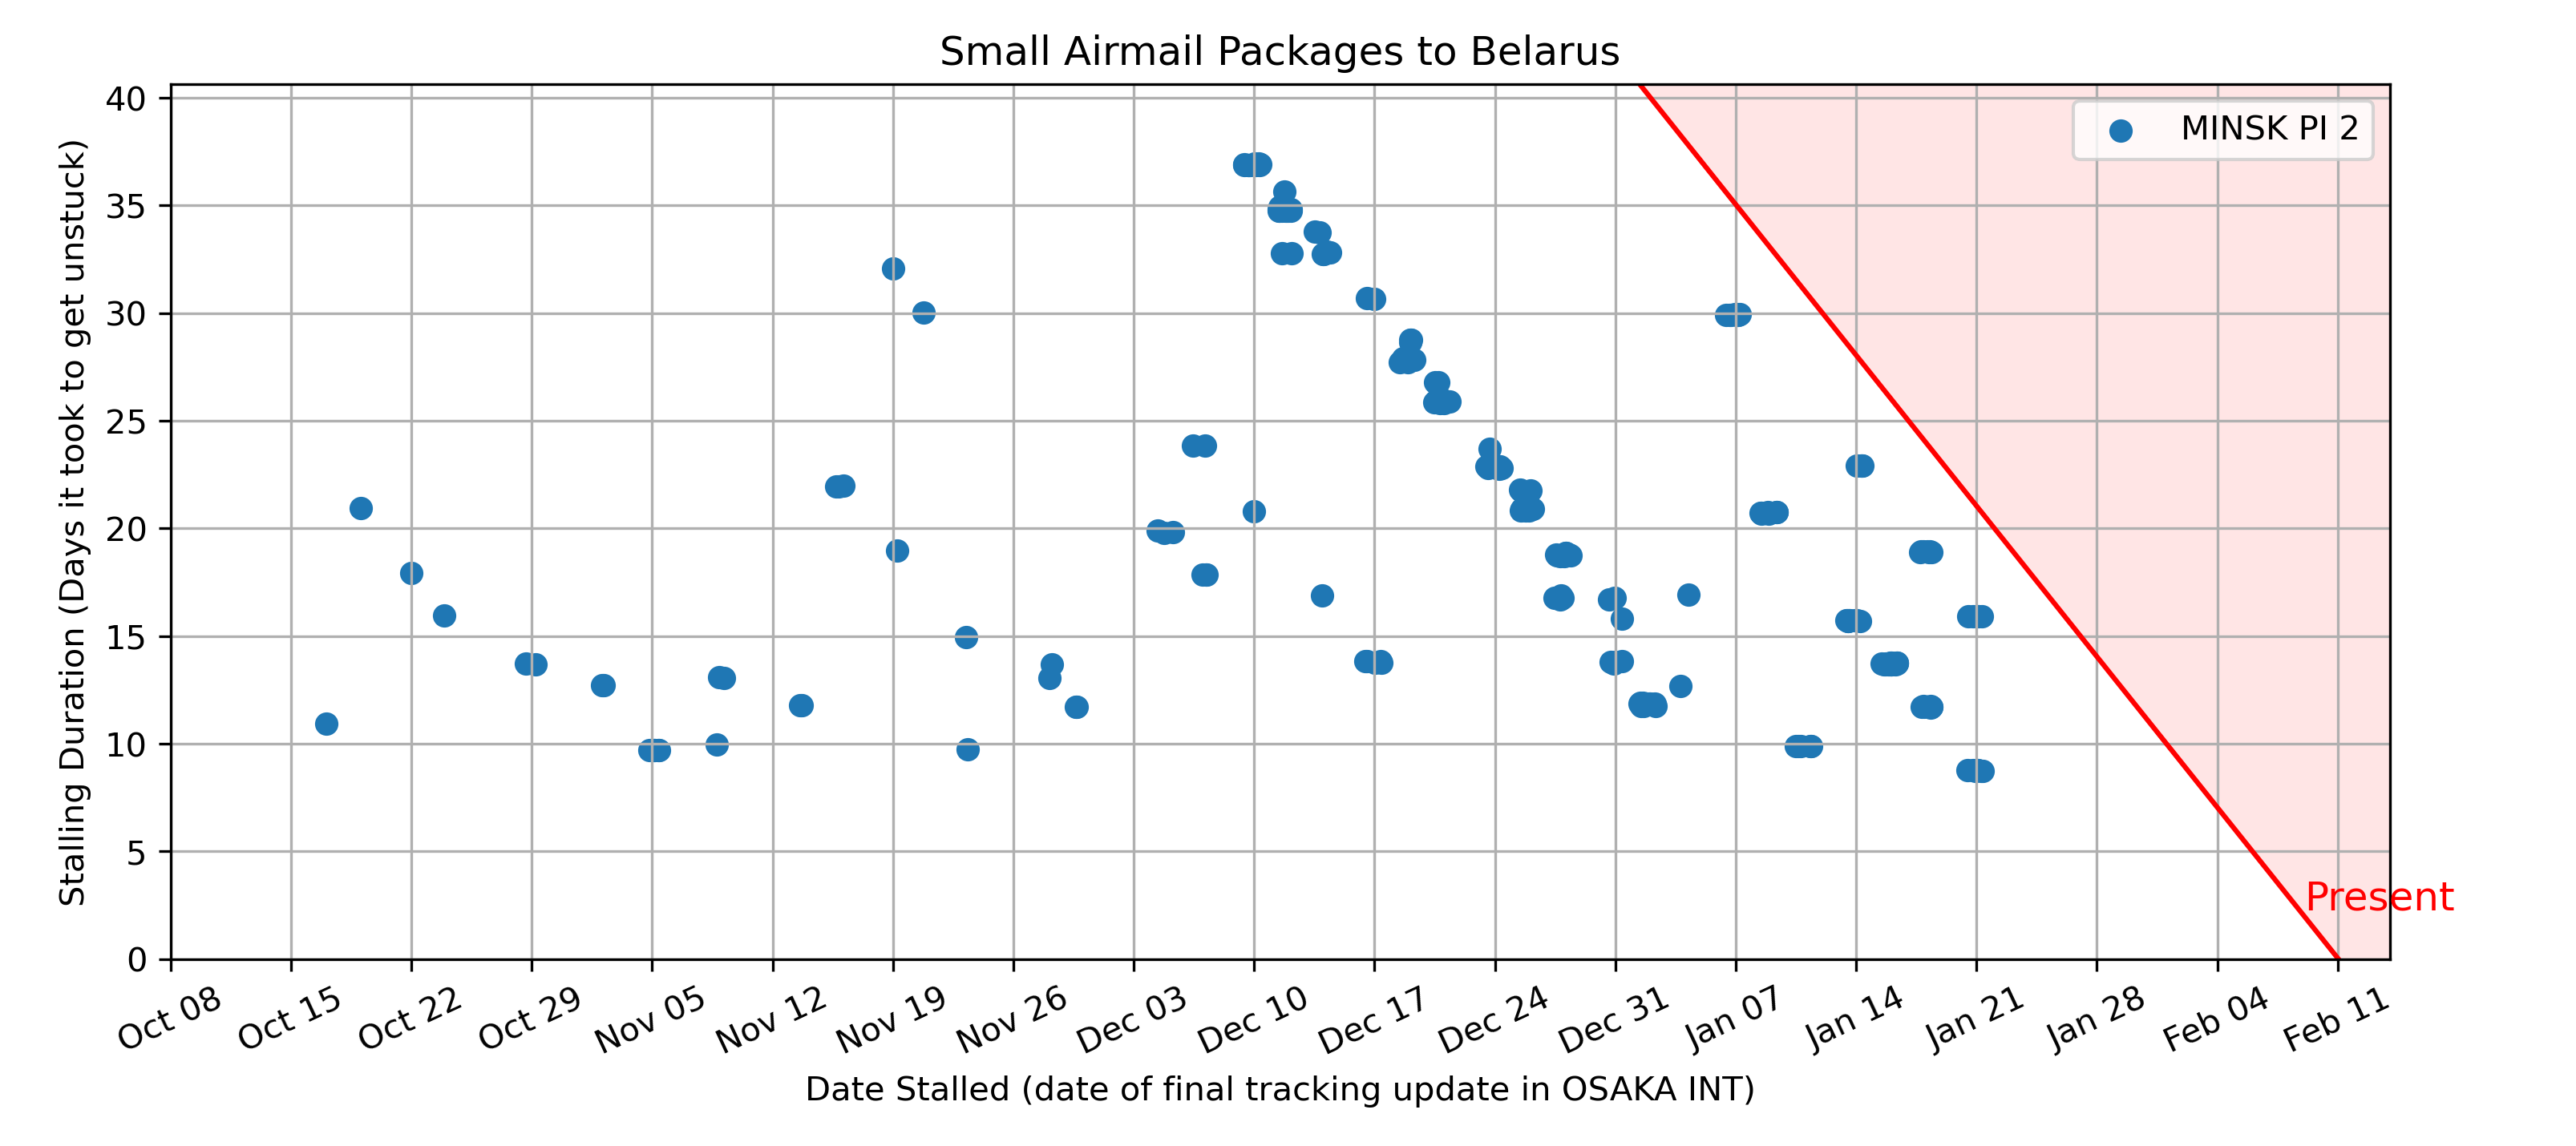 Small Airmail Packages to Belarus
MINSK PI 2
Stalling Duration (Days it took to get unstuck)
40
35
30
25
20
15
10
5
0
Present
Oct 08
Oct 15
Oct 22
Oct 29
Nov 05
Nov 12
Nov 19
Nov 26
Dec 03
Dec 10
Dec 17
Dec 24
Dec 31
Jan 07
Jan 14
Jan 21
Jan 28
Feb 04
Feb 11
Date Stalled (date of final tracking update in OSAKA INT)